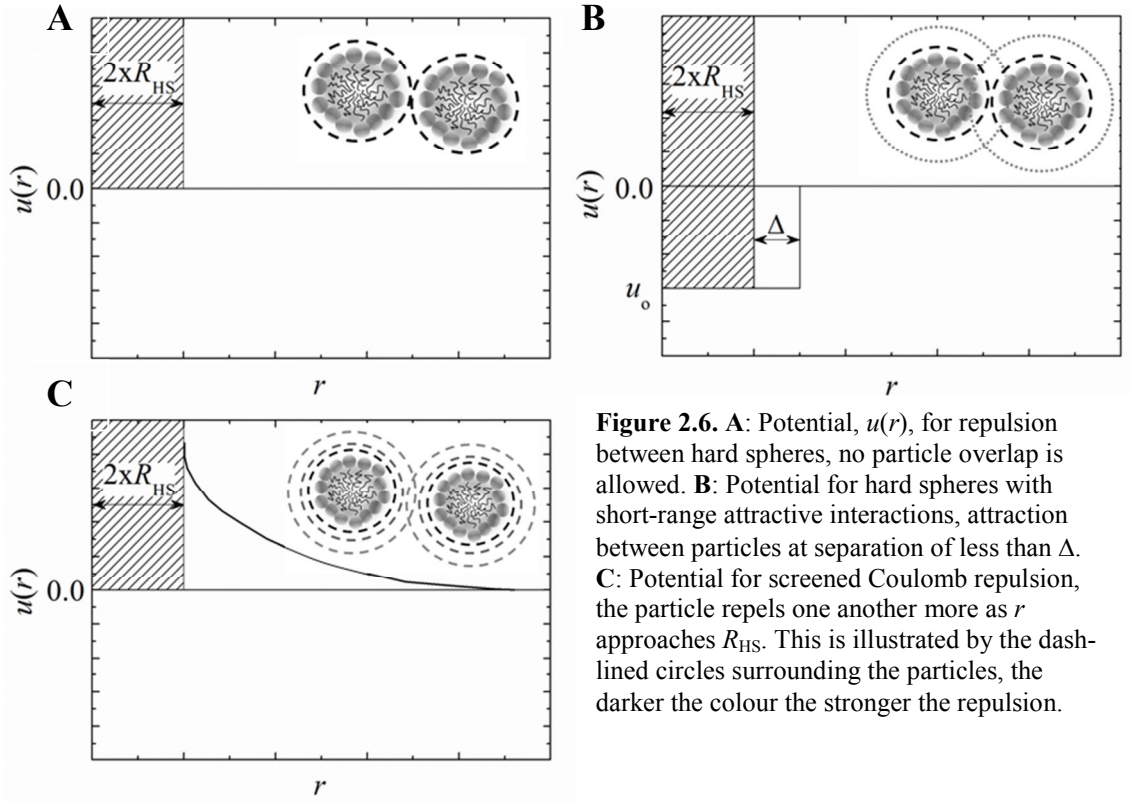 A
2xR_HS
0.0
u(r)
r
B
2xR_HS
0.0
Δ
u_o
u(r)
r
C
2xR_HS
0.0
u(r)
r
Figure 2.6. A: Potential, u(r), for repulsion
between hard spheres, no particle overlap is
allowed. B: Potential for hard spheres with
short-range attractive interactions, attraction
between particles at separation of less than Δ.
C: Potential for screened Coulomb repulsion,
the particle repels one another more as r
approaches R_HS. This is illustrated by the dash-
lined circles surrounding the particles, the
darker the colour the stronger the repulsion.